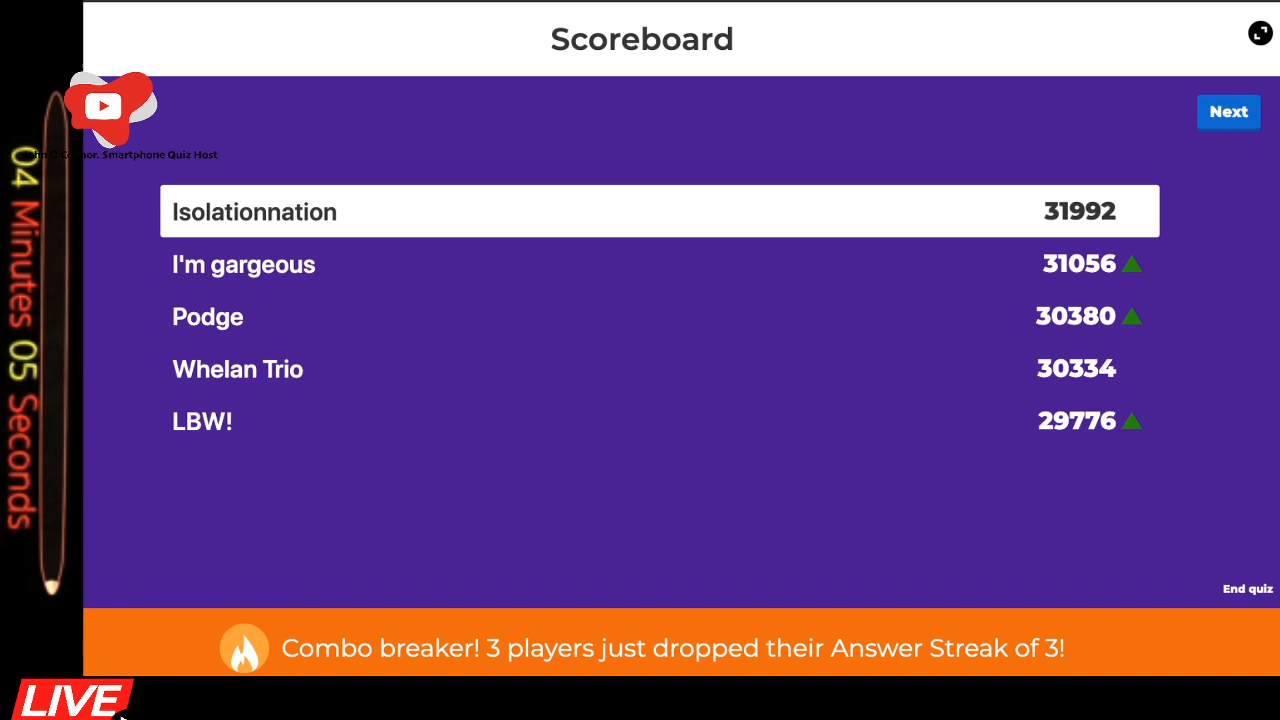 Scoreboard
Next
Smartphone Quiz Host
04 Minutes 05 Seconds
Isolationnation 31992
I'm gargeous 31056
Podge 30380
Whelan Trio 30334
LBW! 29776
End quiz
Combo breaker! 3 players just dropped their Answer Streak of 3!
LIVE